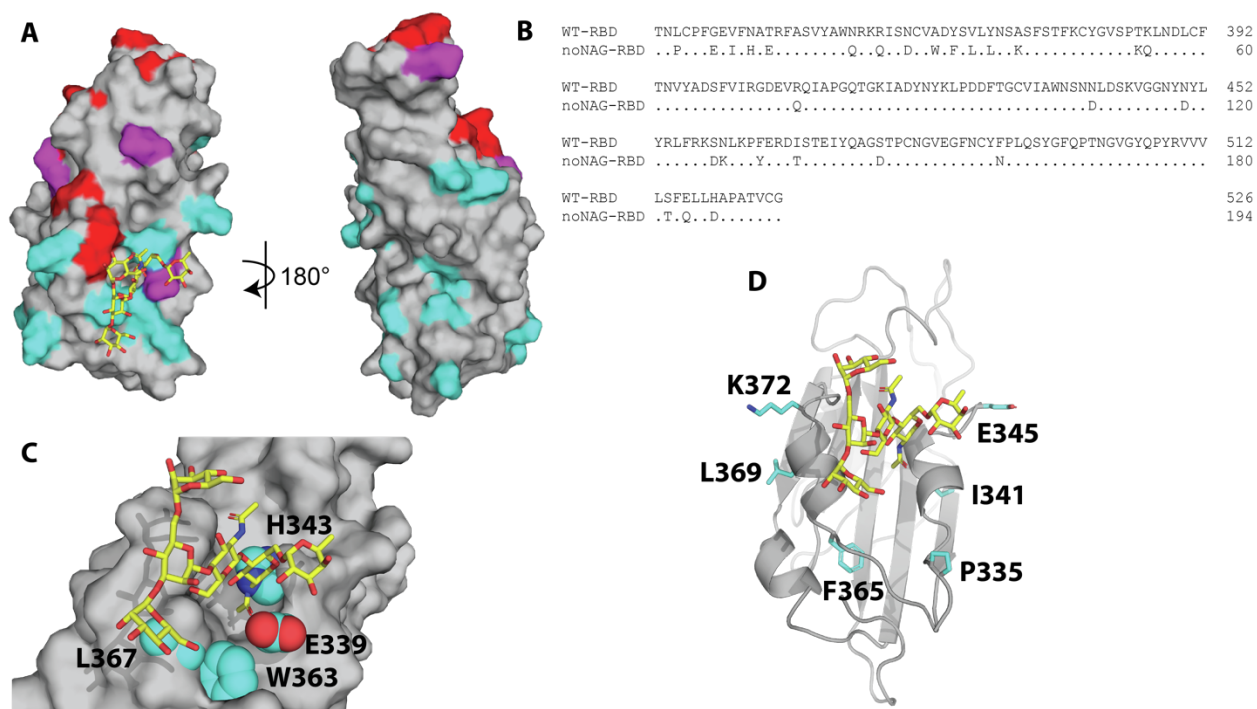 A
B
WT-RBD TNLCPFGEVFNATRFASVYAWNRKRISNCVADYSVLYNSASFSTFKCYGVSPTKLNDLCF 392
noNAG-RBD ..P...E.I.H.E........Q..Q..D..W.F.L.L..K............KQ...... 60
WT-RBD TNVYADSFVIRGDEVRQIAPGQTGKIADYNYKLPDDFTGCVIAWNSNNLDSKVGGNYNYL 452
noNAG-RBD ...............Q...............................D.........D.. 120
WT-RBD YRLFRKSNLKPFERDISTEIYQAGSTPCNGVEGFNCYFPLQSYGFQPTNGVGYQPYRVVV 512
noNAG-RBD ......DK...Y...T........D............N...................... 180
WT-RBD LSFELLHAPATVCG 526
noNAG-RBD .T.Q..D....... 194
180°
C
H343
E339
L367
W363
D
K372
E345
L369
I341
F365
P335